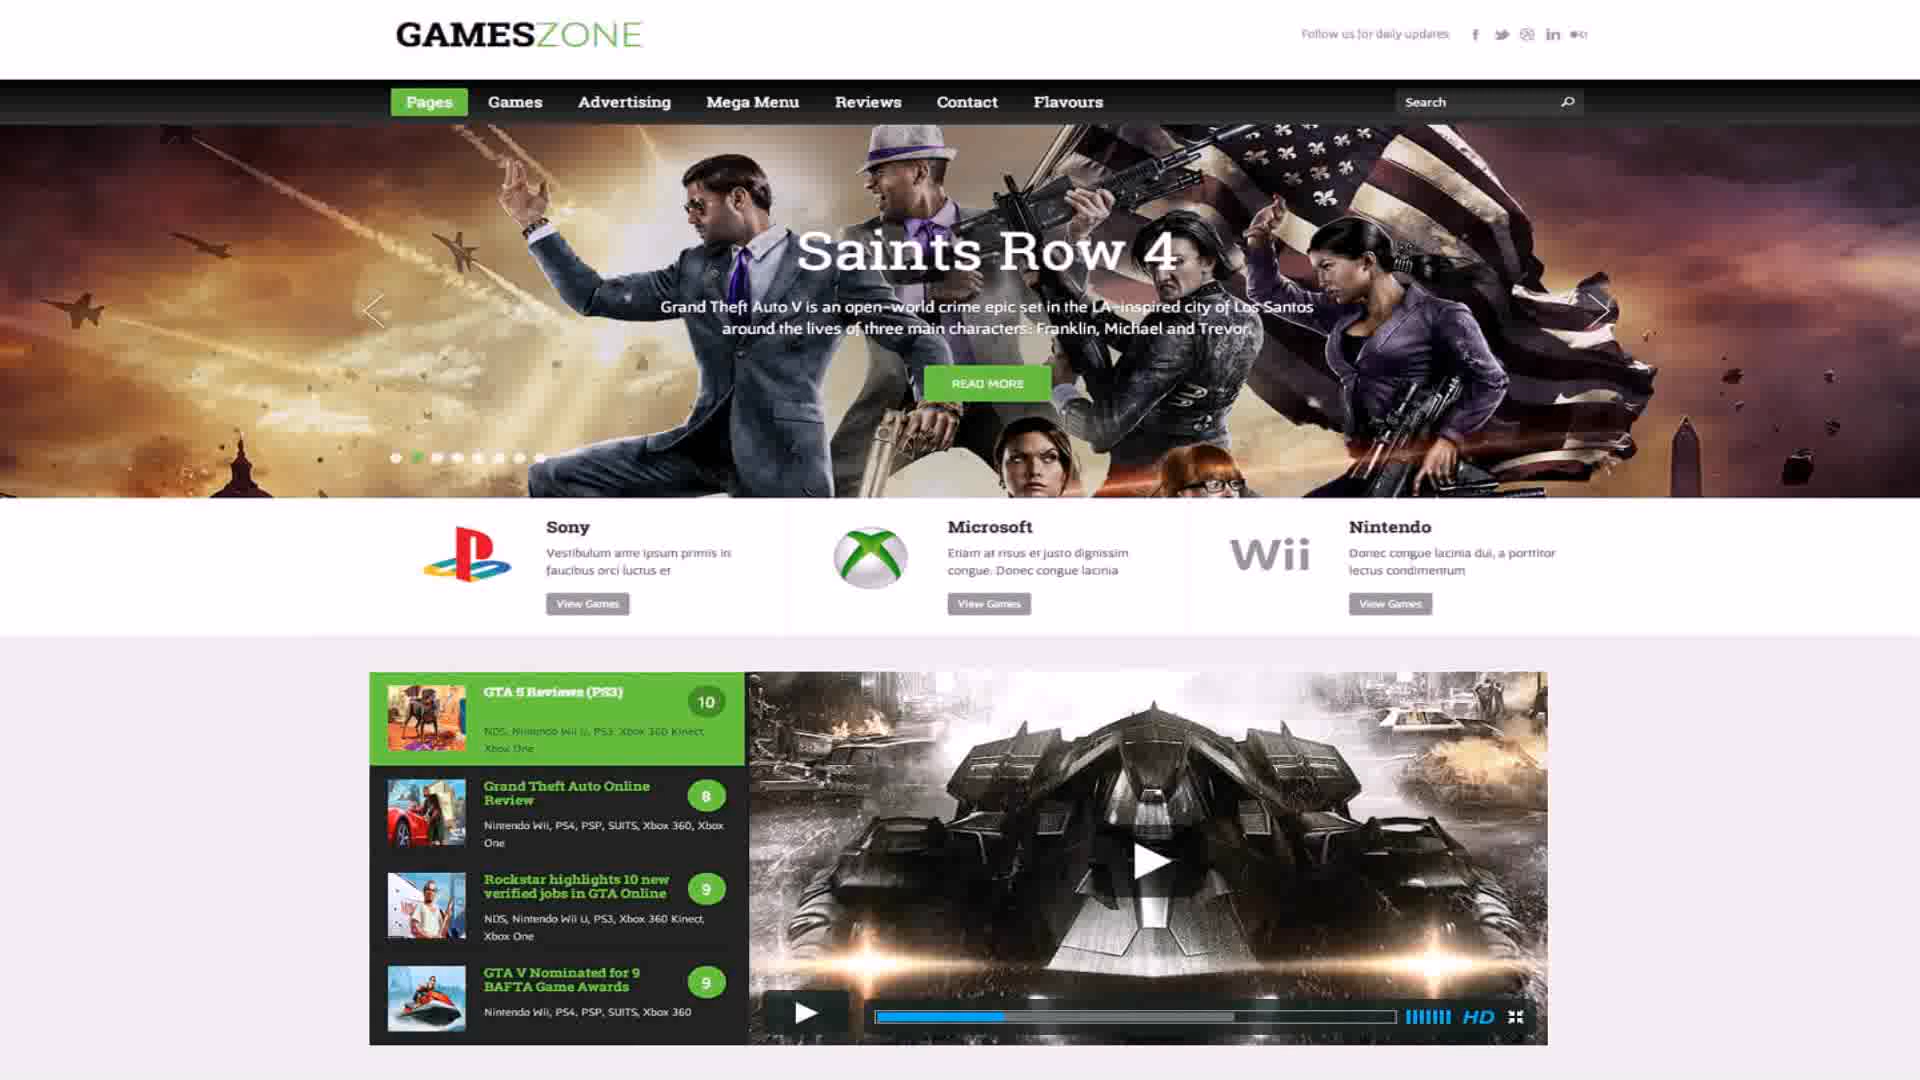 GAMESZONE
Follow us for daily updates
Pages Games Advertising Mega Menu Reviews Contact Flavours Search
Saints Row 4
Grand Theft Auto V is an open-world crime epic set in the LA-inspired city of Los Santos
around the lives of three main characters: Franklin, Michael and Trevor.
READ MORE
Sony
Vestibulum ante ipsum primis in
faucibus orci luctus et
View Games
Microsoft
Etiam at risus et justo dignissim
congue. Donec congue lacinia
View Games
Wii
Nintendo
Donec congue lacinia dui, a porttitor
lectus condimentum
View Games
GTA 5 Reviews (PS3)
10
NDS, Nintendo Wii U, PS3, Xbox 360 Kinect,
Xbox One
Grand Theft Auto Online
Review
8
Nintendo Wii, PS4, PSP, SUITS, Xbox 360, Xbox
One
Rockstar highlights 10 new
verified jobs in GTA Online
9
NDS, Nintendo Wii U, PS3, Xbox 360 Kinect,
Xbox One
GTA V Nominated for 9
BAFTA Game Awards
9
Nintendo Wii, PS4, PSP, SUITS, Xbox 360
HD